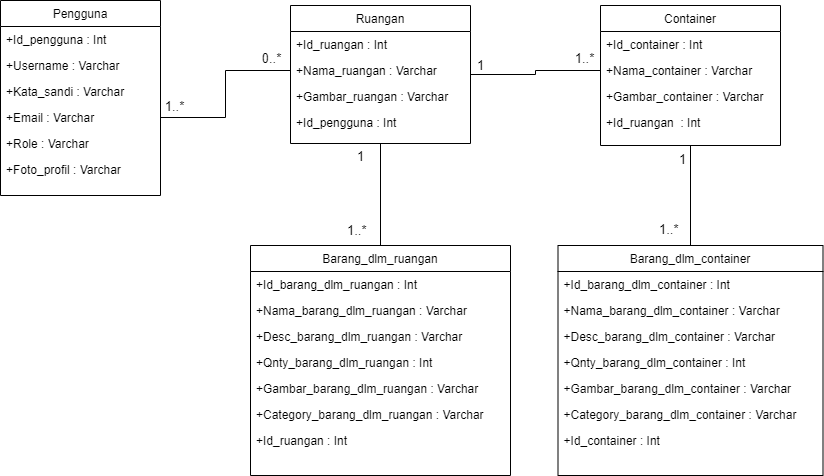 Pengguna
+Id_pengguna : Int
+Username : Varchar
+Kata_sandi : Varchar
+Email : Varchar
+Role : Varchar
+Foto_profil : Varchar
1..*
0..*
Ruangan
+Id_ruangan : Int
+Nama_ruangan : Varchar
+Gambar_ruangan : Varchar
+Id_pengguna : Int
1
1..*
Container
+Id_container : Int
+Nama_container : Varchar
+Gambar_container : Varchar
+Id_ruangan : Int
1
1..*
Barang_dlm_ruangan
+Id_barang_dlm_ruangan : Int
+Nama_barang_dlm_ruangan : Varchar
+Desc_barang_dlm_ruangan : Varchar
+Qnty_barang_dlm_ruangan : Int
+Gambar_barang_dlm_ruangan : Varchar
+Category_barang_dlm_ruangan : Varchar
+Id_ruangan : Int
1
1..*
Barang_dlm_container
+Id_barang_dlm_container : Int
+Nama_barang_dlm_container : Varchar
+Desc_barang_dlm_container : Varchar
+Qnty_barang_dlm_container : Int
+Gambar_barang_dlm_container : Varchar
+Category_barang_dlm_container : Varchar
+Id_container : Int